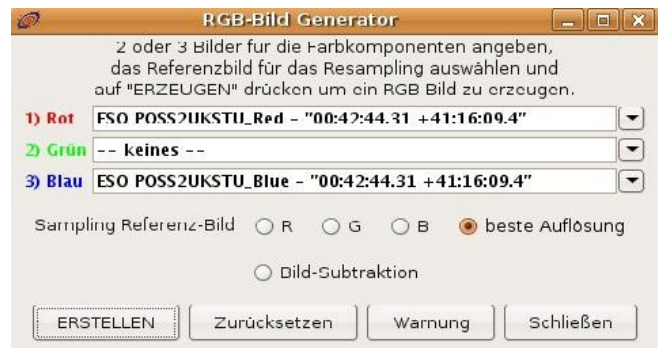 RGB-Bild Generator
2 oder 3 Bilder fur die Farbkomponenten angeben,
das Referenzbild für das Resampling auswählen und
auf "ERZEUGEN" drücken um ein RGB Bild zu erzeugen.
1) Rot ESO POSS2UKSTU_Red - "00:42:44.31 +41:16:09.4"
2) Grün -- keines --
3) Blau ESO POSS2UKSTU_Blue - "00:42:44.31 +41:16:09.4"
Sampling Referenz-Bild R G B beste Auflösung
Bild-Subtraktion
ERSTELLEN Zurücksetzen Warnung Schließen